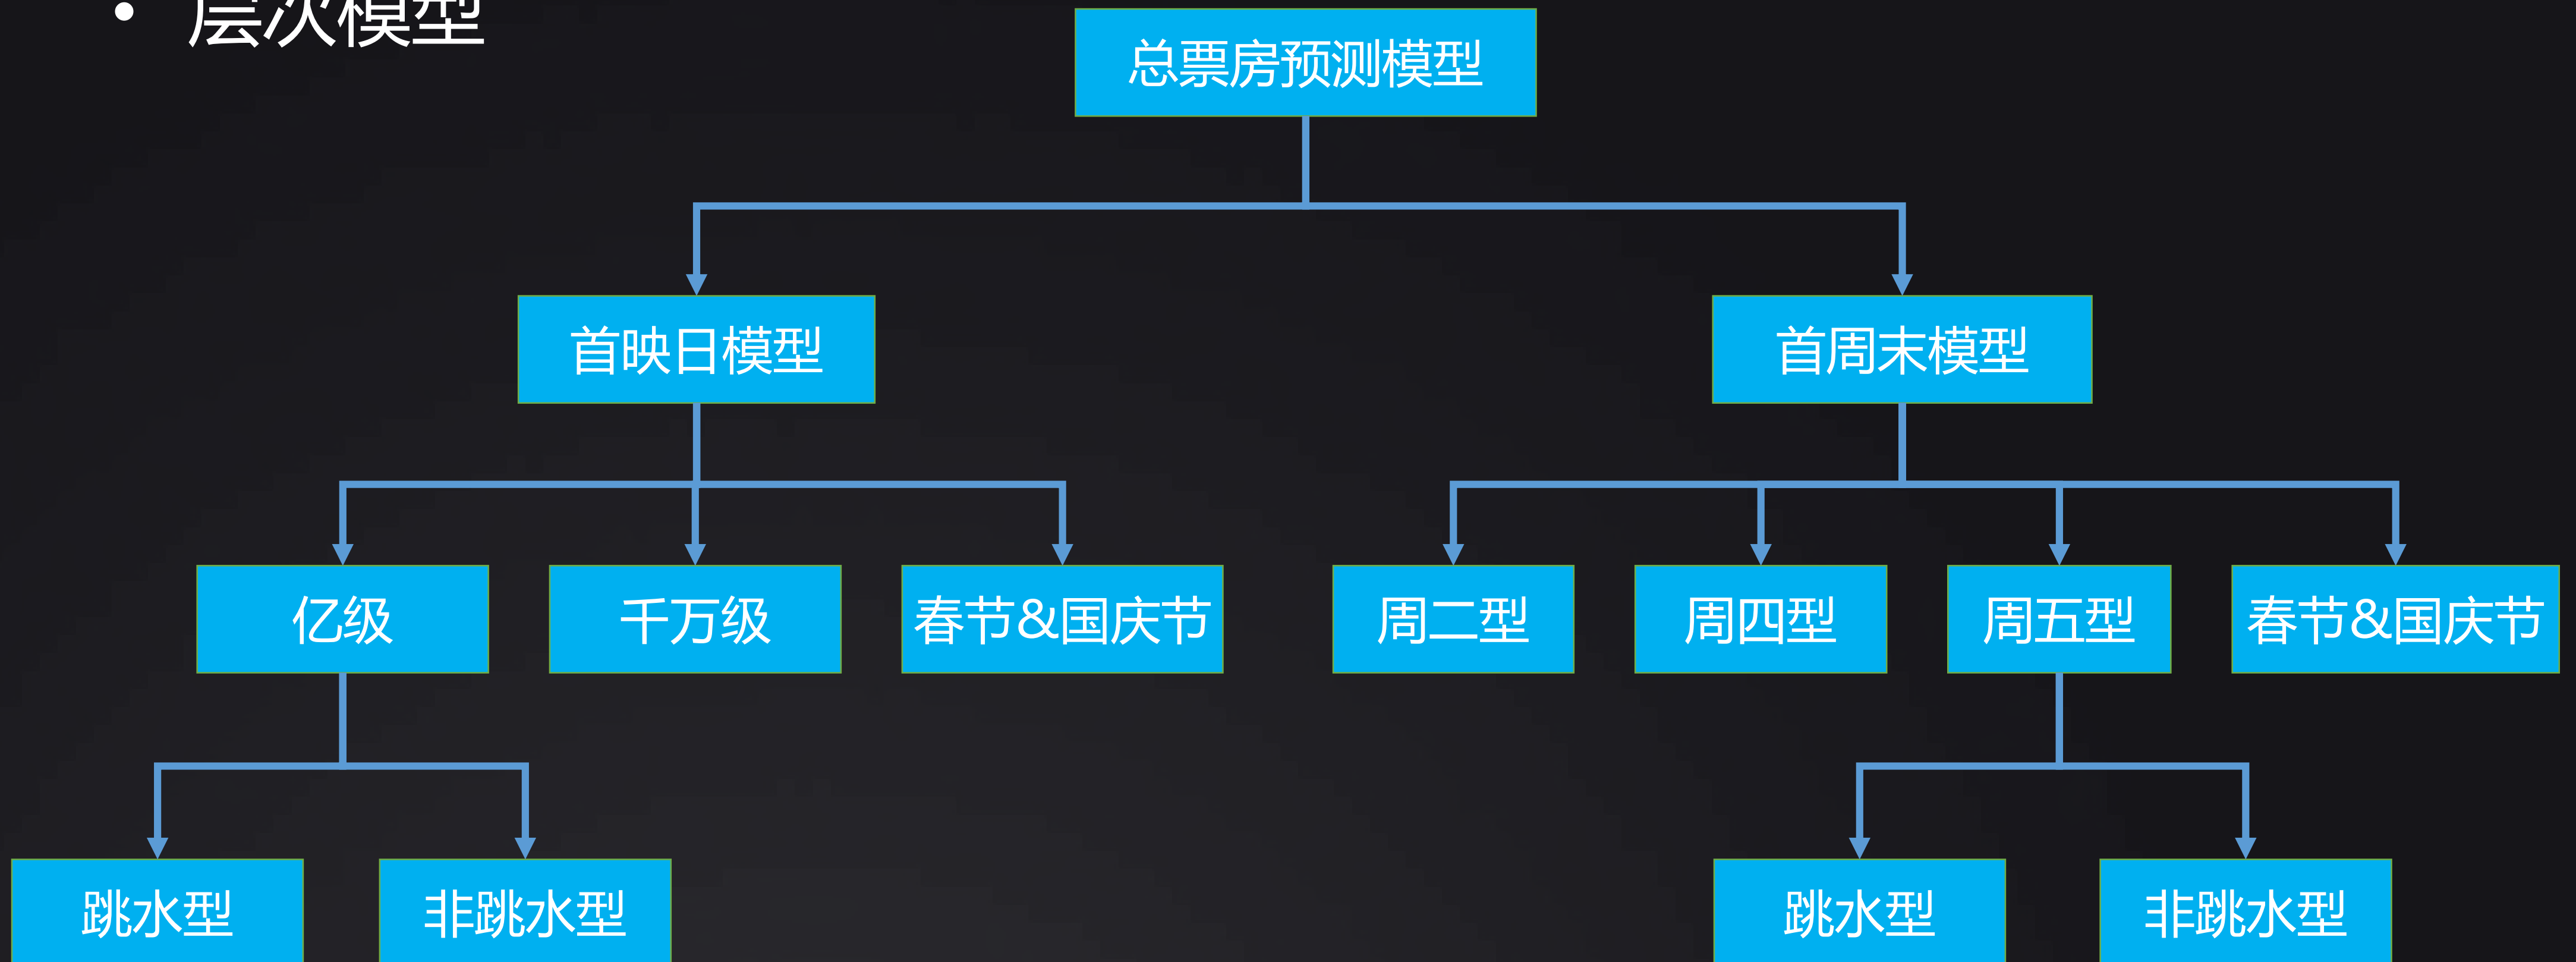 • 层次模型
总票房预测模型
首映日模型
首周末模型
亿级
千万级
春节&国庆节
周二型
周四型
周五型
春节&国庆节
跳水型
非跳水型
跳水型
非跳水型